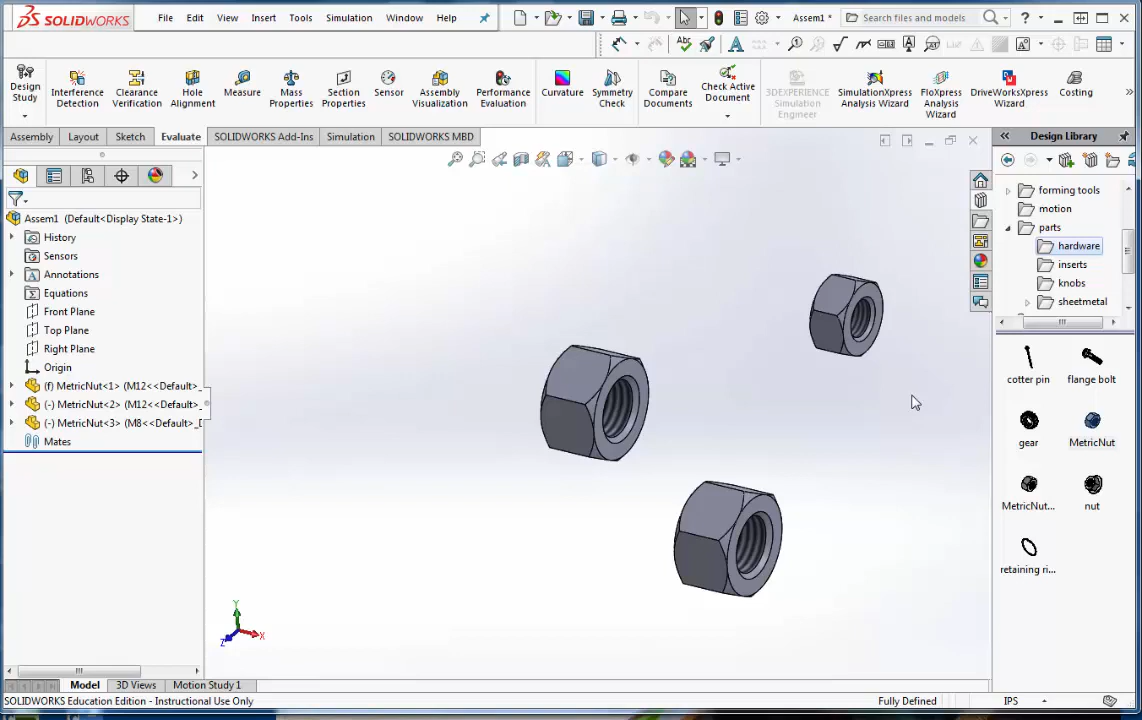 SOLIDWORKS File Edit View Insert Tools Simulation Window Help Assem1 * Search files and models ?
Design Study
Interference Detection
Clearance Verification
Hole Alignment
Measure
Mass Properties
Section Properties
Sensor
Assembly Visualization
Performance Evaluation
Curvature
Symmetry Check
Compare Documents
Check Active Document
3DEXPERIENCE Simulation Engineer
SimulationXpress Analysis Wizard
FloXpress Analysis Wizard
DriveWorksXpress Wizard
Costing
Assembly Layout Sketch Evaluate SOLIDWORKS Add-Ins Simulation SOLIDWORKS MBD
Assem1 (Default<Display State-1>)
History
Sensors
Annotations
Equations
Front Plane
Top Plane
Right Plane
Origin
(f) MetricNut<1> (M12<<Default>_
(-) MetricNut<2> (M12<<Default>_
(-) MetricNut<3> (M8<<Default>_D
Mates
Y
X
Z
Design Library
forming tools
motion
parts
hardware
inserts
knobs
sheetmetal
cotter pin
flange bolt
gear
MetricNut
MetricNut...
nut
retaining ri...
Model 3D Views Motion Study 1
SOLIDWORKS Education Edition - Instructional Use Only Fully Defined IPS